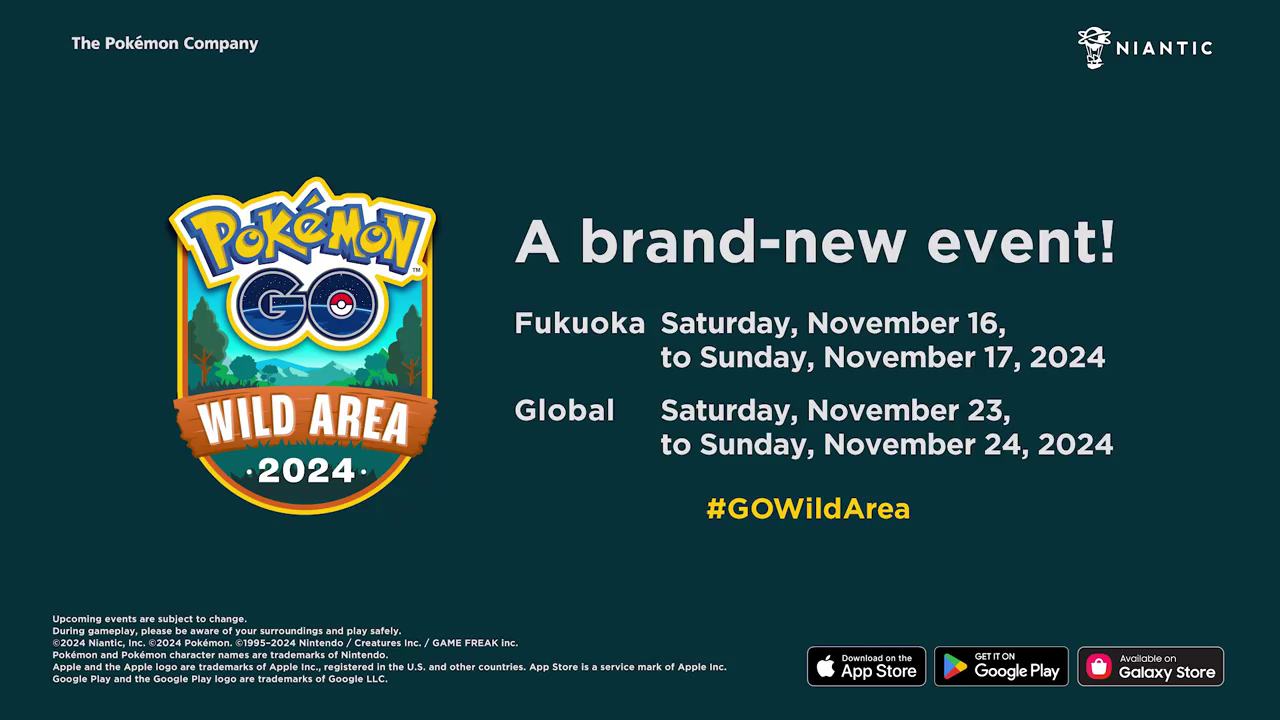 The Pokémon Company
NIANTIC
POKéMON
GO
TM
WILD AREA
·2024·
A brand-new event!
Fukuoka Saturday, November 16,
to Sunday, November 17, 2024
Global Saturday, November 23,
to Sunday, November 24, 2024
#GOWildArea
Upcoming events are subject to change.
During gameplay, please be aware of your surroundings and play safely.
©2024 Niantic, Inc. ©2024 Pokémon. ©1995–2024 Nintendo / Creatures Inc. / GAME FREAK inc.
Pokémon and Pokémon character names are trademarks of Nintendo.
Apple and the Apple logo are trademarks of Apple Inc., registered in the U.S. and other countries. App Store is a service mark of Apple Inc.
Google Play and the Google Play logo are trademarks of Google LLC.
Download on the
App Store
GET IT ON
Google Play
Available on
Galaxy Store